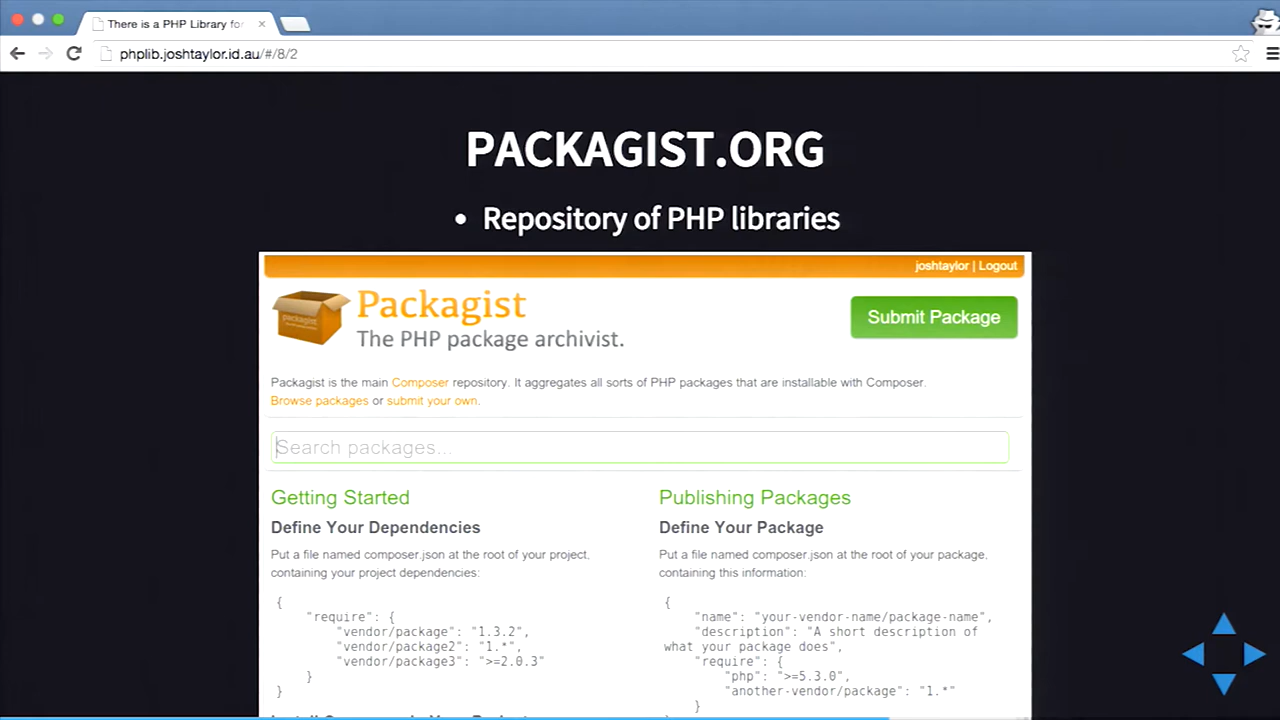 There is a PHP Library for
phplib.joshtaylor.id.au/#/8/2
PACKAGIST.ORG
• Repository of PHP libraries
joshtaylor | Logout
Packagist
The PHP package archivist.
Submit Package
Packagist is the main Composer repository. It aggregates all sorts of PHP packages that are installable with Composer.
Browse packages or submit your own.
Search packages...
Getting Started
Define Your Dependencies
Put a file named composer.json at the root of your project,
containing your project dependencies:
{
"require": {
"vendor/package": "1.3.2",
"vendor/package2": "1.*",
"vendor/package3": ">=2.0.3"
}
}
Publishing Packages
Define Your Package
Put a file named composer.json at the root of your package,
containing this information:
{
"name": "your-vendor-name/package-name",
"description": "A short description of
what your package does",
"require": {
"php": ">=5.3.0",
"another-vendor/package": "1.*"
}